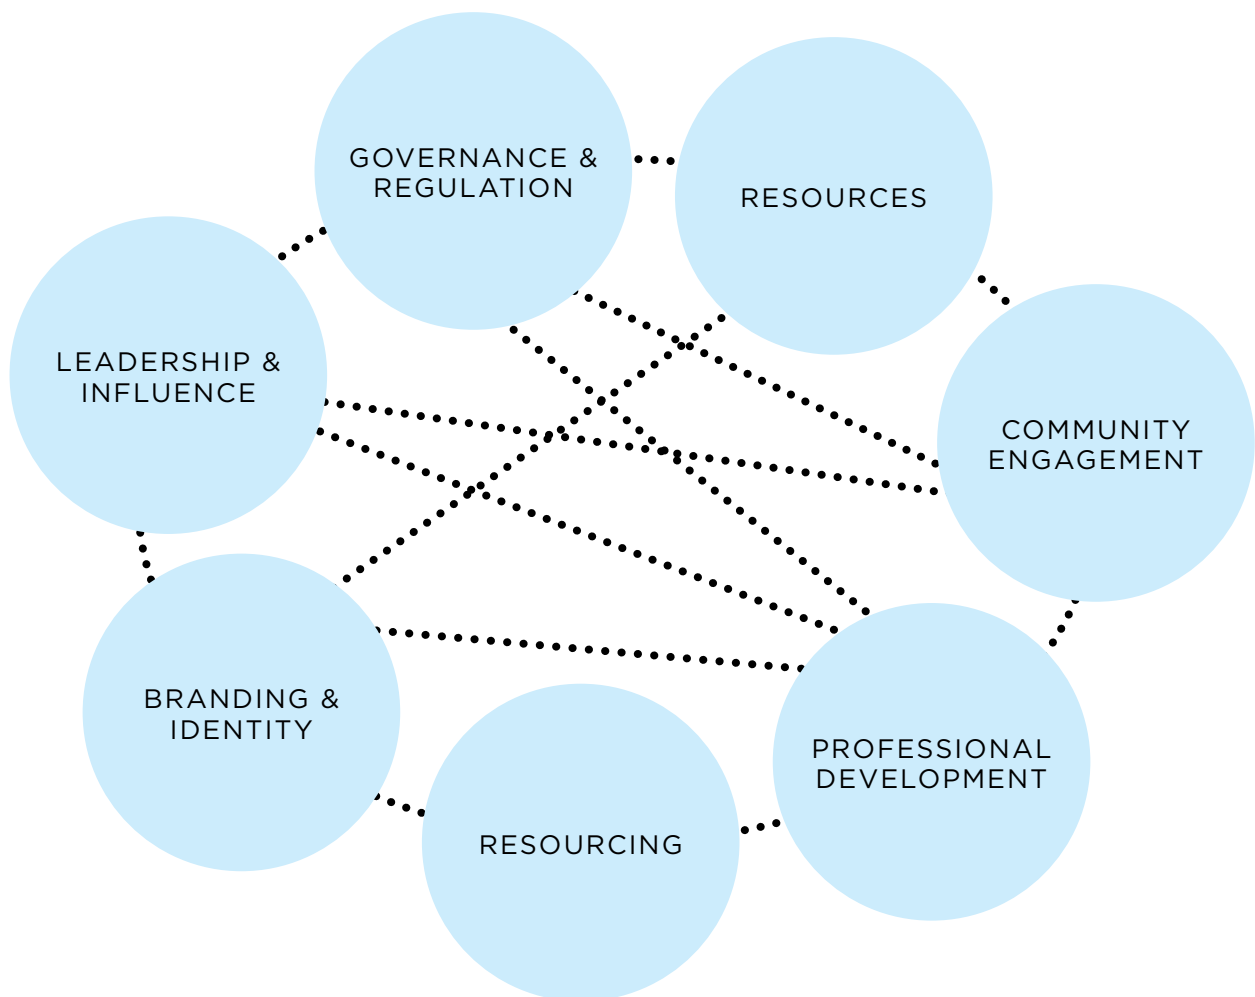 GOVERNANCE &
REGULATION
RESOURCES
LEADERSHIP &
INFLUENCE
COMMUNITY
ENGAGEMENT
BRANDING &
IDENTITY
PROFESSIONAL
DEVELOPMENT
RESOURCING